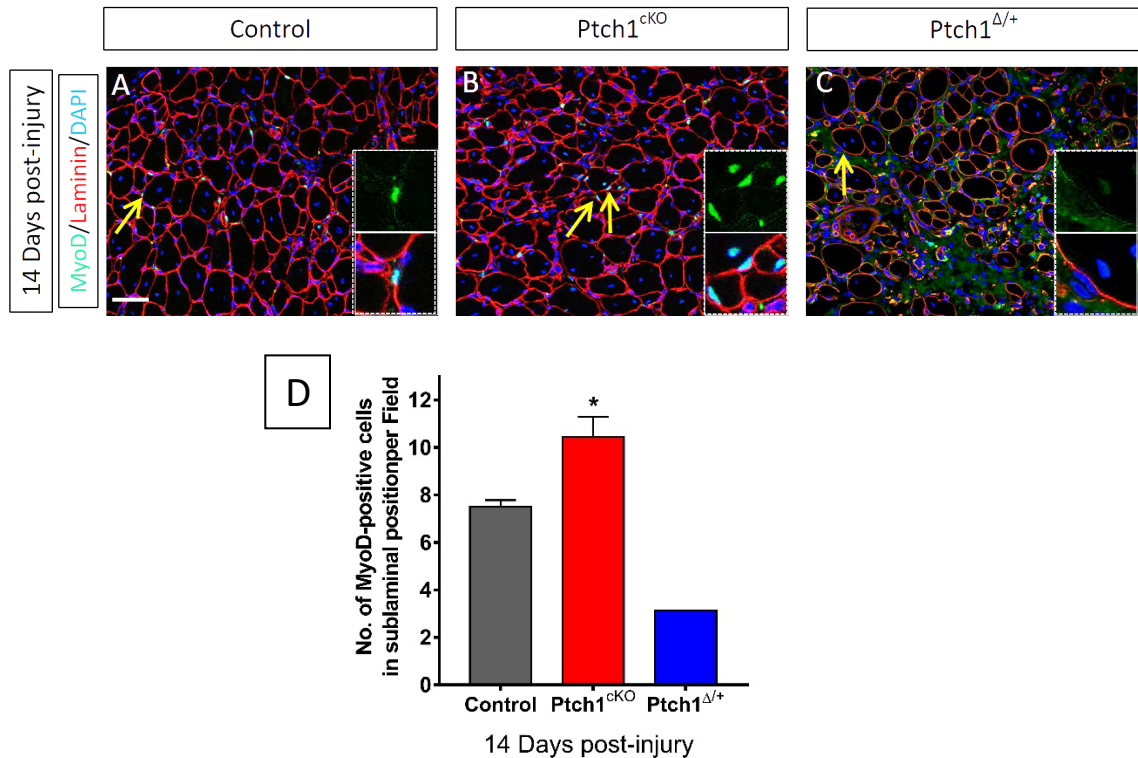 Control
Ptch1cKO
Ptch1Δ/+
14 Days post-injury
MyoD/Laminin/DAPI
A
B
C
D
No. of MyoD-positive cells
in sublaminal positionper Field
12
10
8
6
4
2
0
*
Control
Ptch1cKO
Ptch1Δ/+
14 Days post-injury